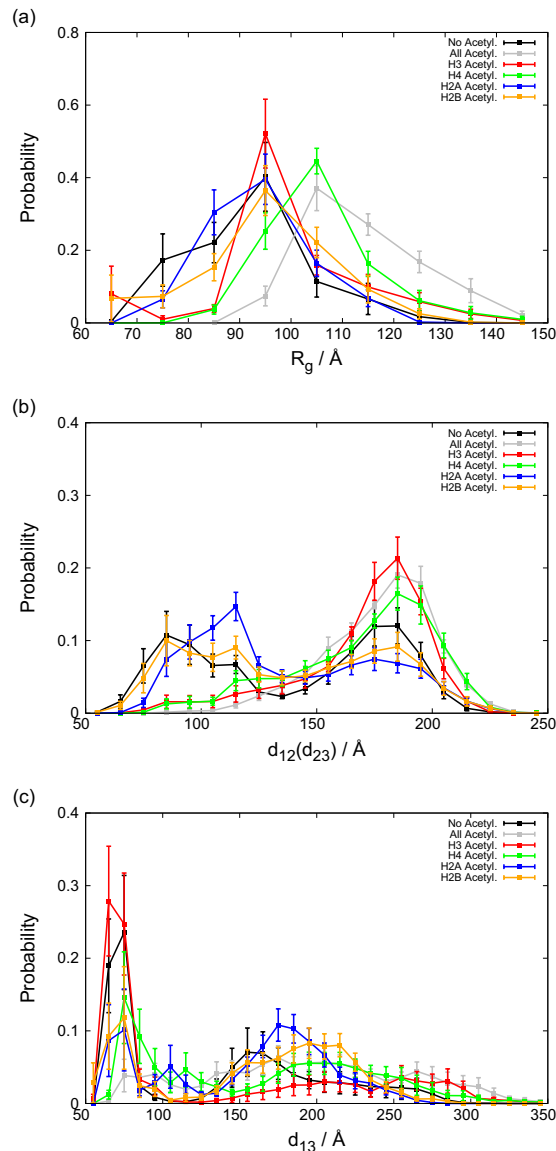 (a)
0.8
0.6
0.4
0.2
0
Probability
No Acetyl.
All Acetyl.
H3 Acetyl.
H4 Acetyl.
H2A Acetyl.
H2B Acetyl.
60 70 80 90 100 110 120 130 140 150
R_g / Å
(b)
0.4
0.3
0.2
0.1
0
Probability
No Acetyl.
All Acetyl.
H3 Acetyl.
H4 Acetyl.
H2A Acetyl.
H2B Acetyl.
50 100 150 200 250
d_12(d_23) / Å
(c)
0.4
0.3
0.2
0.1
0
Probability
No Acetyl.
All Acetyl.
H3 Acetyl.
H4 Acetyl.
H2A Acetyl.
H2B Acetyl.
50 100 150 200 250 300 350
d_13 / Å